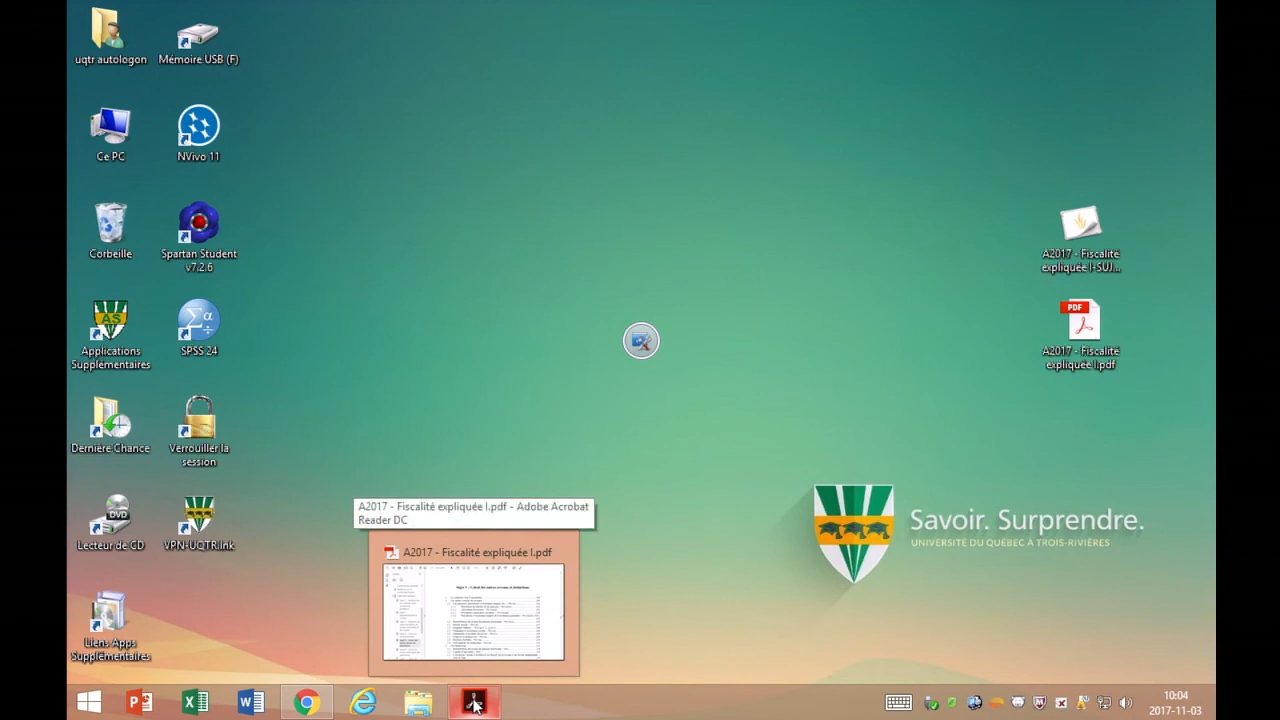 uqtr autologon
Mémoire USB (F)
Ce PC
NVivo 11
Corbeille
Spartan Student
v7.2.6
AS
Applications
Supplémentaires
Σ α ÷
SPSS 24
Dernière Chance
Verrouiller la
session
DVD
Lecteur de CD
VPN-UQTR.lnk
Liens Apps
Supplémentaires
A2017 - Fiscalité
expliquée I-SUJ...
PDF
A2017 - Fiscalité
expliquée I.pdf
A2017 - Fiscalité expliquée I.pdf - Adobe Acrobat
Reader DC
A2017 - Fiscalité expliquée I.pdf
Savoir. Surprendre.
UNIVERSITÉ DU QUÉBEC À TROIS-RIVIÈRES
10:04
2017-11-03